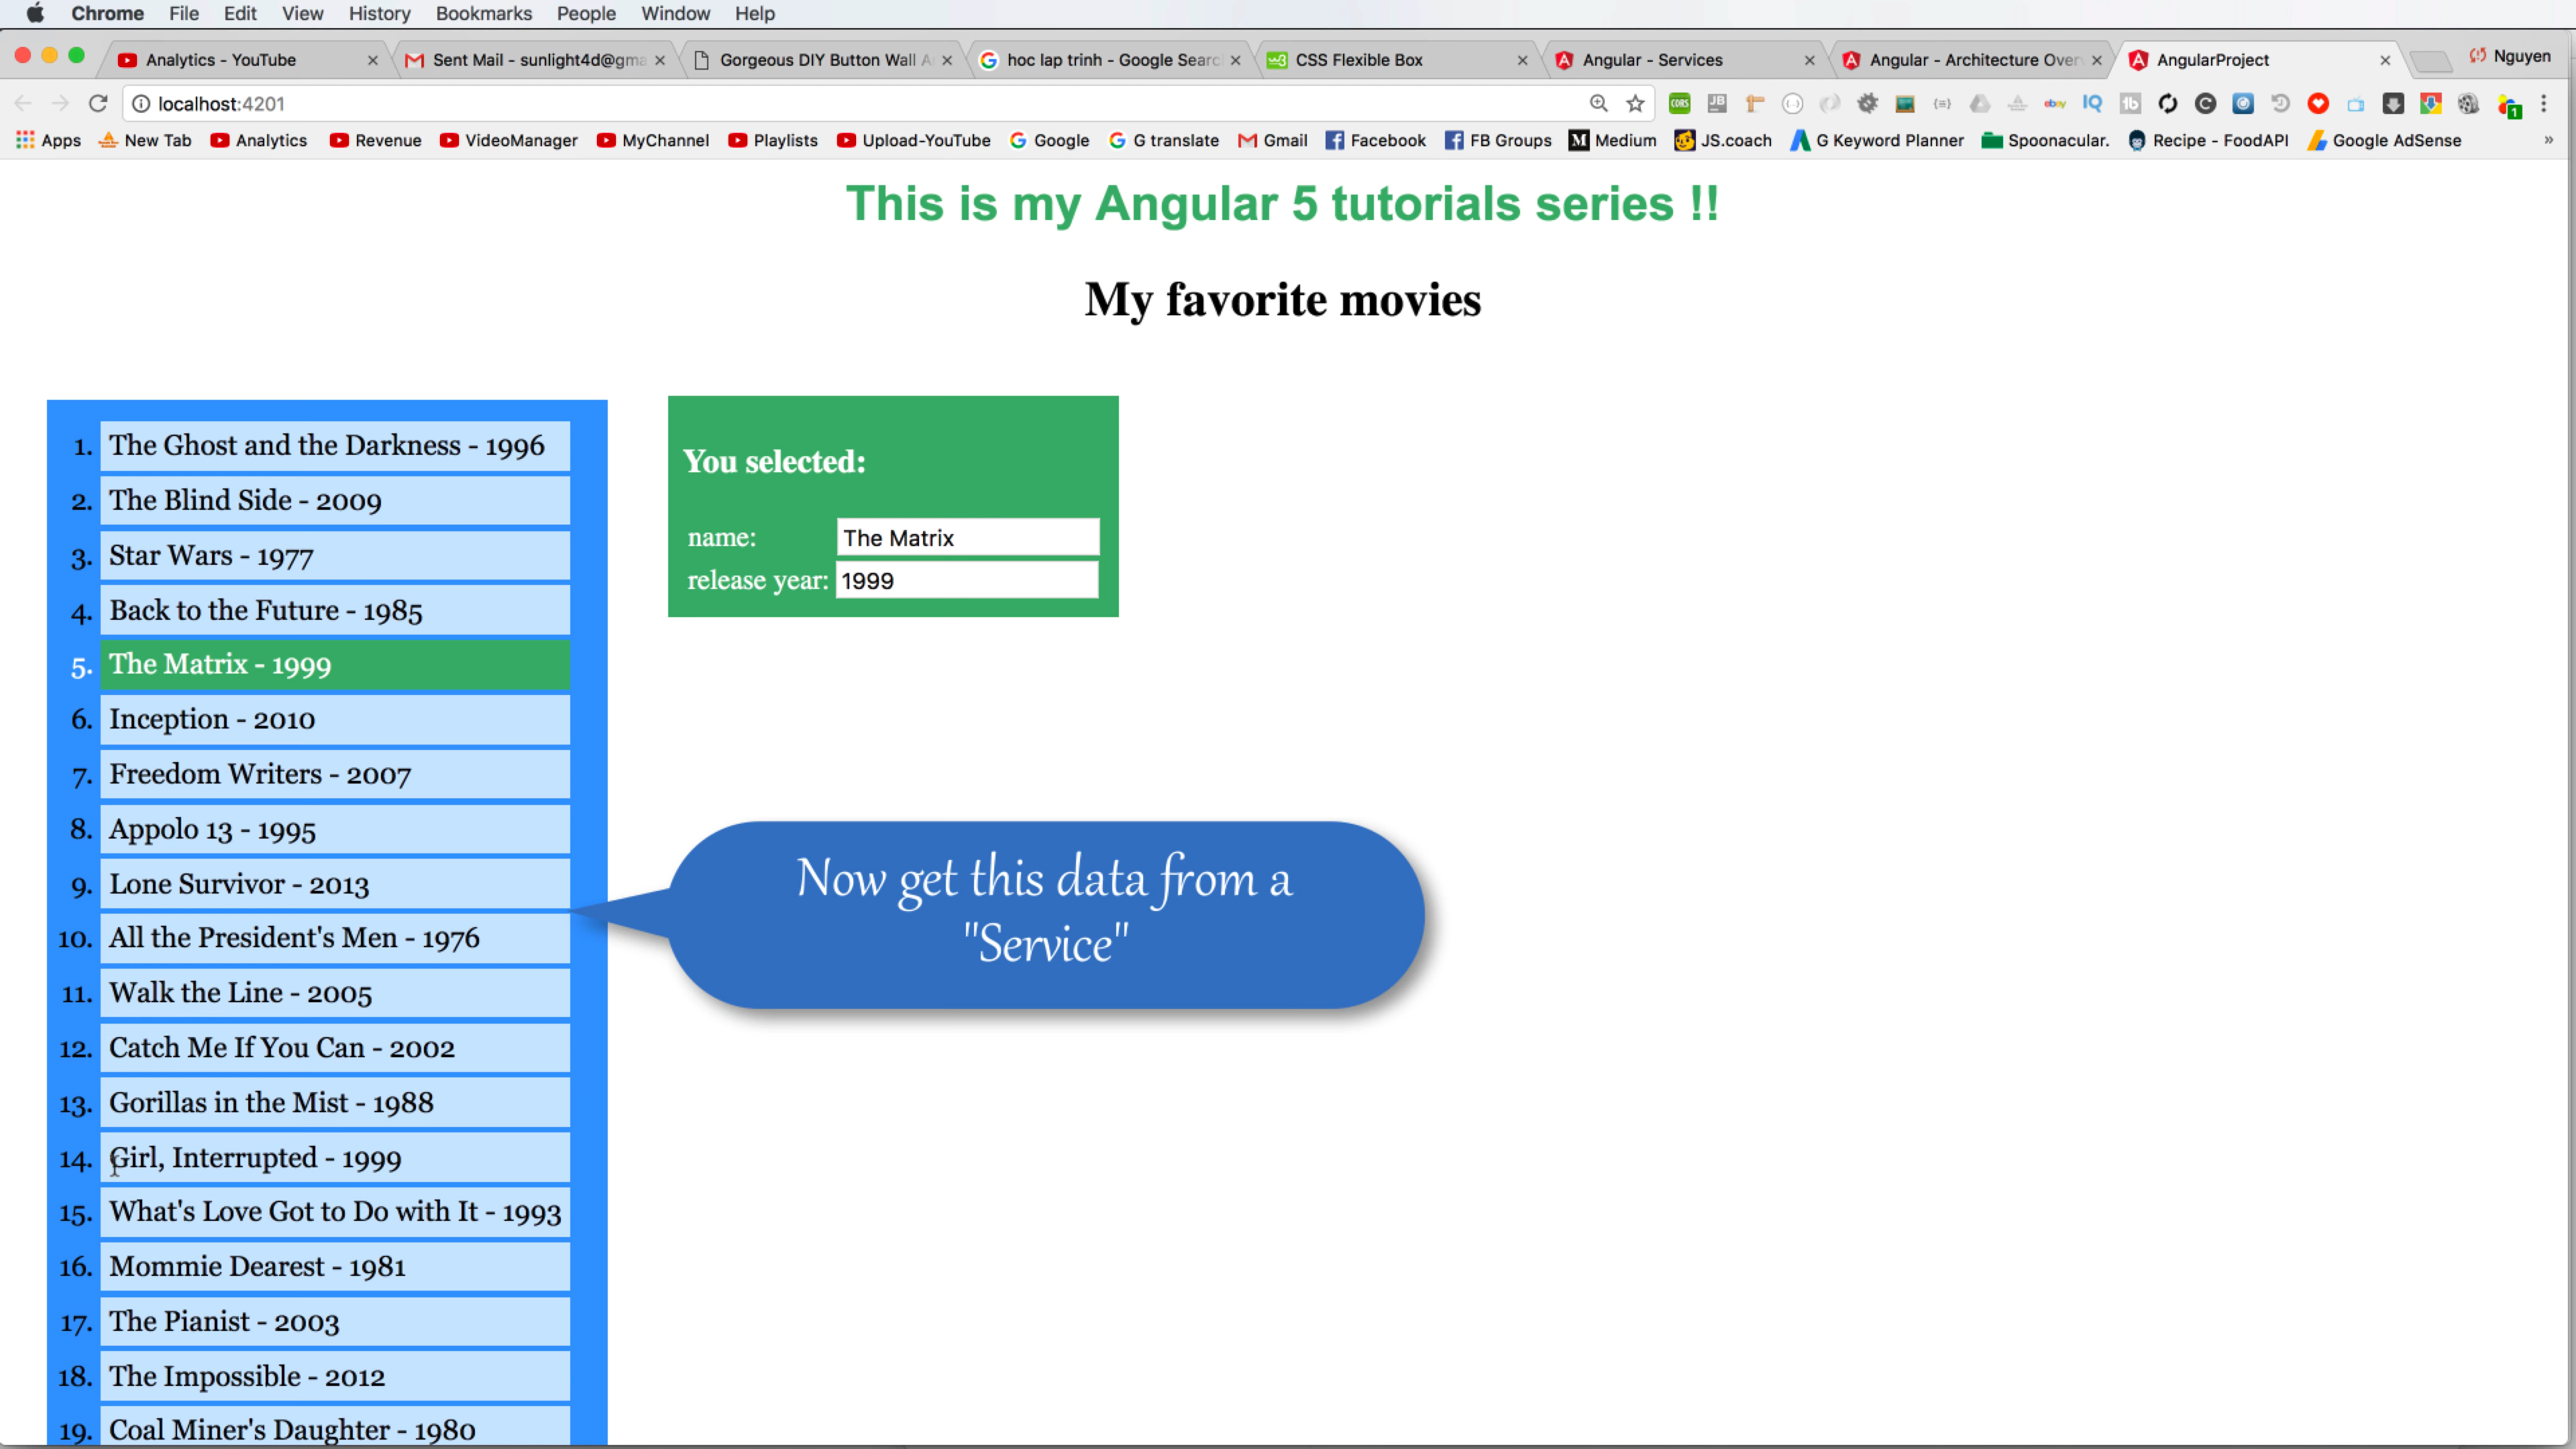 Chrome File Edit View History Bookmarks People Window Help
Analytics - YouTube
Sent Mail - sunlight4d@gma
Gorgeous DIY Button Wall A
hoc lap trinh - Google Searc
CSS Flexible Box
Angular - Services
Angular - Architecture Over
AngularProject
Nguyen
localhost:4201
Apps New Tab Analytics Revenue VideoManager MyChannel Playlists Upload-YouTube Google G translate Gmail Facebook FB Groups Medium JS.coach G Keyword Planner Spoonacular. Recipe - FoodAPI Google AdSense »
This is my Angular 5 tutorials series !!
My favorite movies
1. The Ghost and the Darkness - 1996
2. The Blind Side - 2009
3. Star Wars - 1977
4. Back to the Future - 1985
5. The Matrix - 1999
6. Inception - 2010
7. Freedom Writers - 2007
8. Appolo 13 - 1995
9. Lone Survivor - 2013
10. All the President's Men - 1976
11. Walk the Line - 2005
12. Catch Me If You Can - 2002
13. Gorillas in the Mist - 1988
14. Girl, Interrupted - 1999
15. What's Love Got to Do with It - 1993
16. Mommie Dearest - 1981
17. The Pianist - 2003
18. The Impossible - 2012
19. Coal Miner's Daughter - 1980
You selected:
name: The Matrix
release year: 1999
Now get this data from a
"Service"